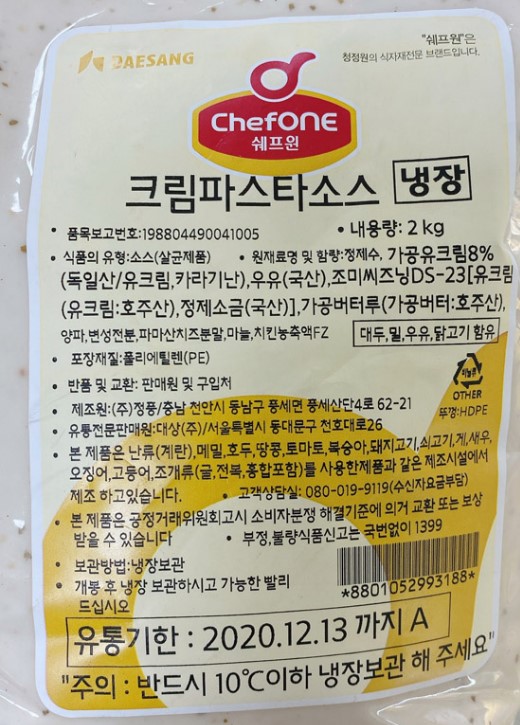 DAESANG
"쉐프원"은
청정원의 식자재전문 브랜드입니다.
ChefONE
쉐프원
크림파스타소스 냉장
• 품목보고번호:198804490041005 • 내용량: 2 kg
• 식품의 유형:소스(살균제품) • 원재료명 및 함량:정제수, 가공유크림8%
(독일산/유크림,카라기난),우유(국산),조미씨즈닝DS-23[유크림
(유크림:호주산),정제소금(국산)],가공버터루(가공버터:호주산),
양파,변성전분,파마산치즈분말,마늘,치킨농축액FZ 대두,밀,우유,닭고기 함유
• 포장재질:폴리에틸렌(PE)
• 반품 및 교환: 판매원 및 구입처
• 제조원:(주)정풍/충남 천안시 동남구 풍세면 풍세산단4로 62-21
비닐류
OTHER
뚜껑:HDPE
• 유통전문판매원:대상(주)/서울특별시 동대문구 천호대로26
• 본 제품은 난류(계란),메밀,호두,땅콩,토마토,복숭아,돼지고기,쇠고기,게,새우,
오징어,고등어,조개류(굴,전복,홍합포함)를 사용한제품과 같은 제조시설에서
제조 하고있습니다. • 고객상담실: 080-019-9119(수신자요금부담)
• 본 제품은 공정거래위원회고시 소비자분쟁 해결기준에 의거 교환 또는 보상
받을 수 있습니다 • 부정,불량식품신고는 국번없이 1399
• 보관방법:냉장보관
• 개봉 후 냉장 보관하시고 가능한 빨리
드십시오
*8801052993188*
유통기한 : 2020.12.13 까지 A
"주의 : 반드시 10℃이하 냉장보관 해 주세요"